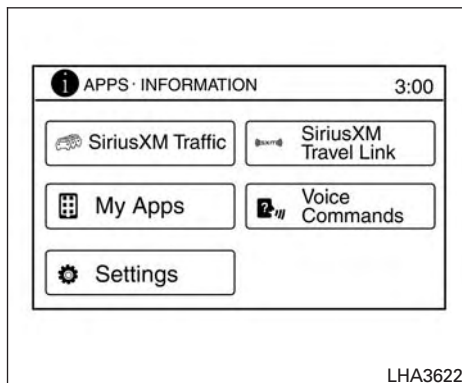 APPS · INFORMATION 3:00
SiriusXM Traffic
SiriusXM
Travel Link
My Apps
Voice
Commands
Settings
LHA3622